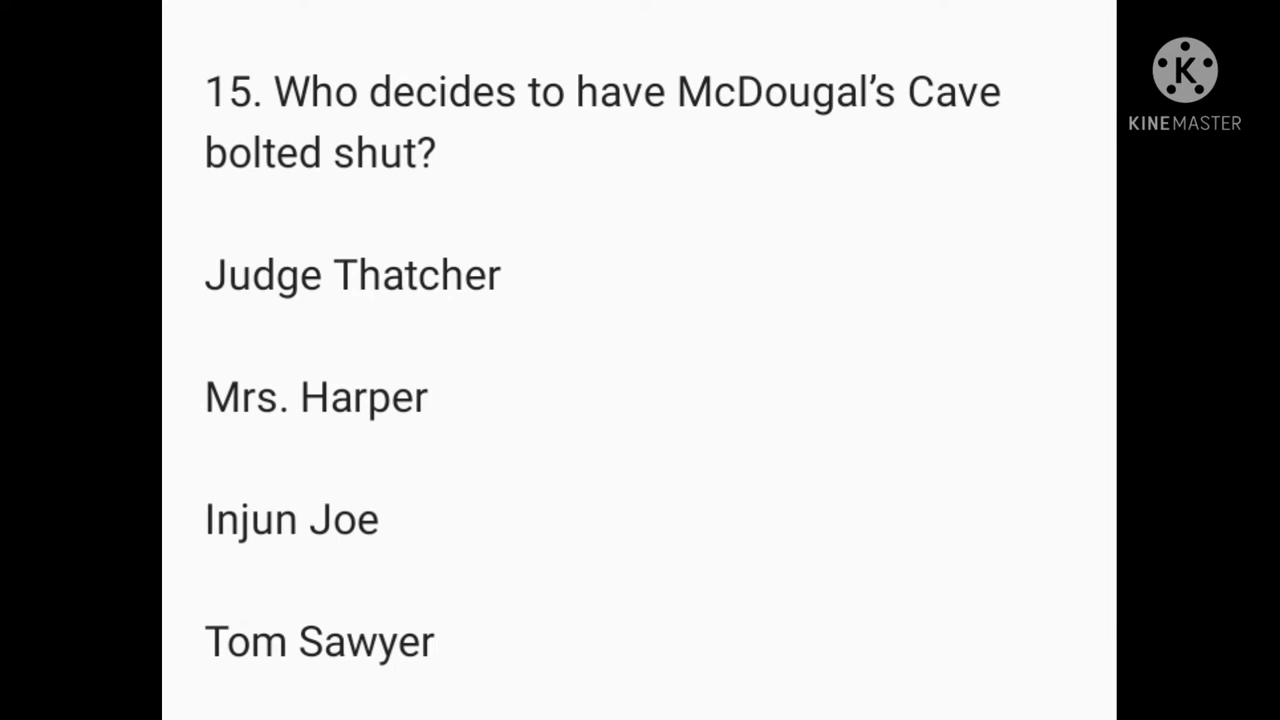 15. Who decides to have McDougal’s Cave
bolted shut?
Judge Thatcher
Mrs. Harper
Injun Joe
Tom Sawyer
K
KINEMASTER